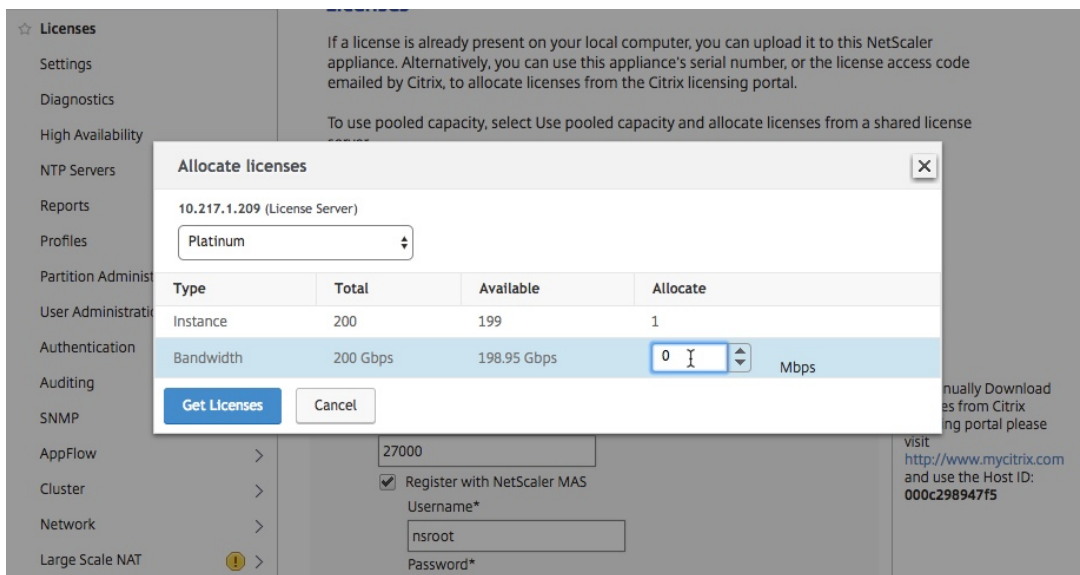 Licenses
Settings
Diagnostics
High Availability
NTP Servers
Reports
Profiles
Partition Administ
User Administratio
Authentication
Auditing
SNMP
AppFlow
Cluster
Network
Large Scale NAT
If a license is already present on your local computer, you can upload it to this NetScaler
appliance. Alternatively, you can use this appliance's serial number, or the license access code
emailed by Citrix, to allocate licenses from the Citrix licensing portal.
To use pooled capacity, select Use pooled capacity and allocate licenses from a shared license
Allocate licenses
10.217.1.209 (License Server)
Platinum
Type Total Available Allocate
Instance 200 199 1
Bandwidth 200 Gbps 198.95 Gbps 0 Mbps
Get Licenses Cancel
27000
Register with NetScaler MAS
Username*
nsroot
Password*
nually Download
es from Citrix
ng portal please
visit
http://www.mycitrix.com
and use the Host ID:
000c298947f5